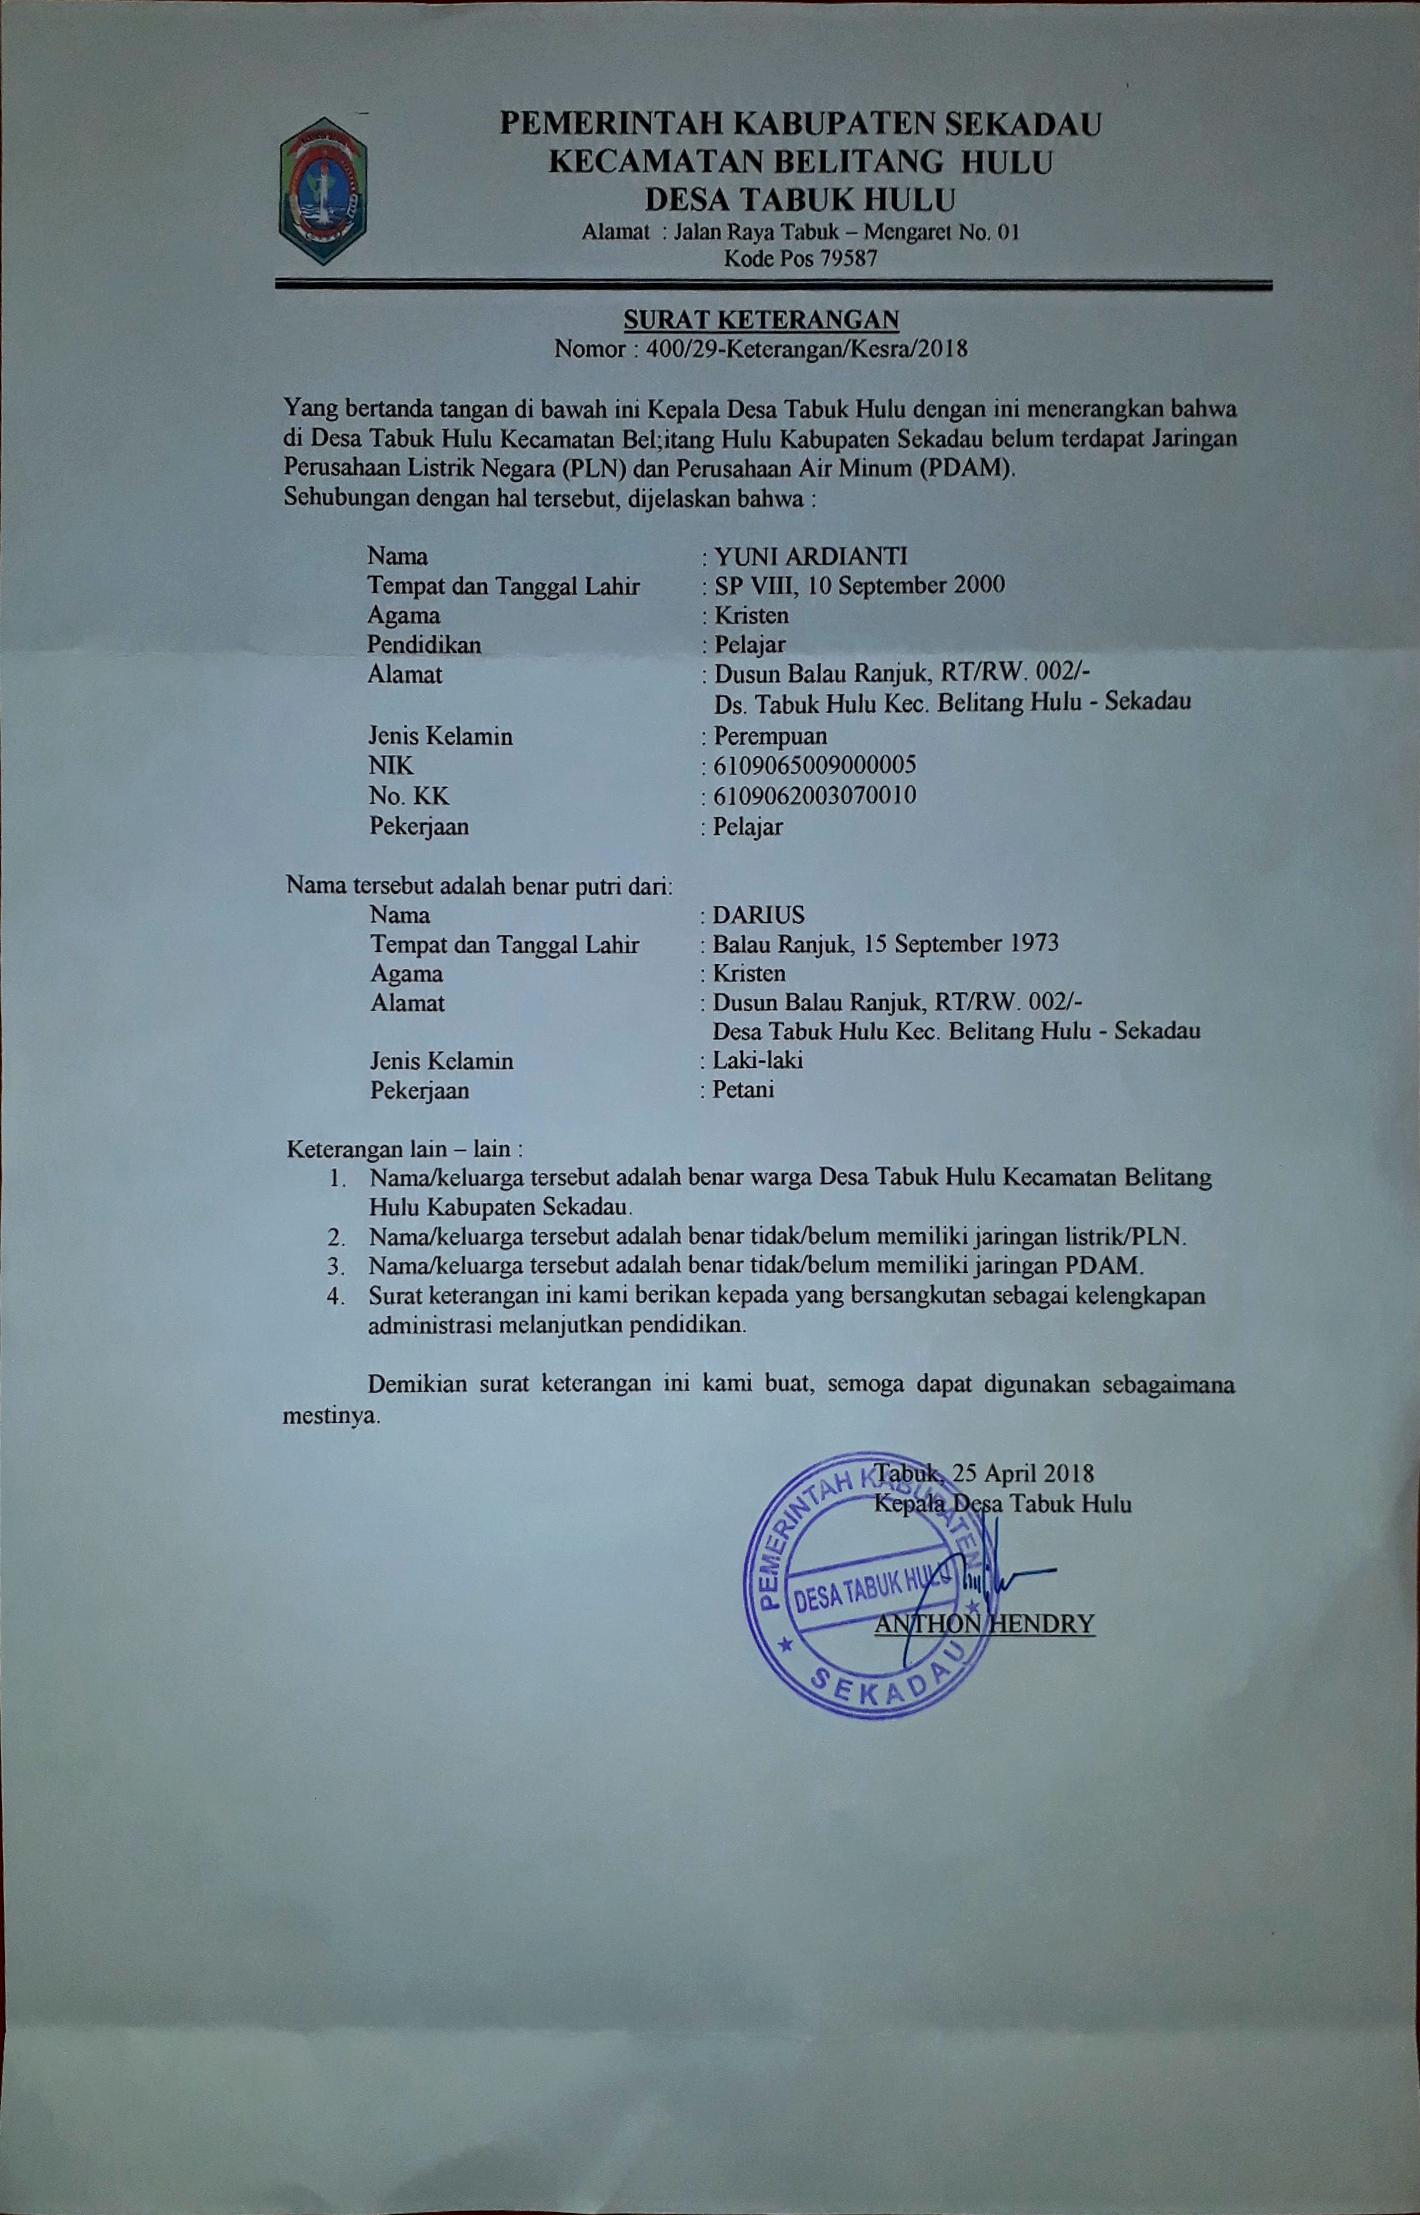 PEMERINTAH KABUPATEN SEKADAU
KECAMATAN BELITANG HULU
DESA TABUK HULU
Alamat : Jalan Raya Tabuk – Mengaret No. 01
Kode Pos 79587
SURAT KETERANGAN
Nomor : 400/29-Keterangan/Kesra/2018
Yang bertanda tangan di bawah ini Kepala Desa Tabuk Hulu dengan ini menerangkan bahwa
di Desa Tabuk Hulu Kecamatan Bel;itang Hulu Kabupaten Sekadau belum terdapat Jaringan
Perusahaan Listrik Negara (PLN) dan Perusahaan Air Minum (PDAM).
Sehubungan dengan hal tersebut, dijelaskan bahwa :
Nama : YUNI ARDIANTI
Tempat dan Tanggal Lahir : SP VIII, 10 September 2000
Agama : Kristen
Pendidikan : Pelajar
Alamat : Dusun Balau Ranjuk, RT/RW. 002/-
Ds. Tabuk Hulu Kec. Belitang Hulu - Sekadau
Jenis Kelamin : Perempuan
NIK : 6109065009000005
No. KK : 6109062003070010
Pekerjaan : Pelajar
Nama tersebut adalah benar putri dari:
Nama : DARIUS
Tempat dan Tanggal Lahir : Balau Ranjuk, 15 September 1973
Agama : Kristen
Alamat : Dusun Balau Ranjuk, RT/RW. 002/-
Desa Tabuk Hulu Kec. Belitang Hulu - Sekadau
Jenis Kelamin : Laki-laki
Pekerjaan : Petani
Keterangan lain – lain :
1. Nama/keluarga tersebut adalah benar warga Desa Tabuk Hulu Kecamatan Belitang
Hulu Kabupaten Sekadau.
2. Nama/keluarga tersebut adalah benar tidak/belum memiliki jaringan listrik/PLN.
3. Nama/keluarga tersebut adalah benar tidak/belum memiliki jaringan PDAM.
4. Surat keterangan ini kami berikan kepada yang bersangkutan sebagai kelengkapan
administrasi melanjutkan pendidikan.
Demikian surat keterangan ini kami buat, semoga dapat digunakan sebagaimana
mestinya.
Tabuk, 25 April 2018
Kepala Desa Tabuk Hulu
PEMERINTAH KABUPATEN
DESA TABUK HULU
SEKADAU
ANTHON HENDRY